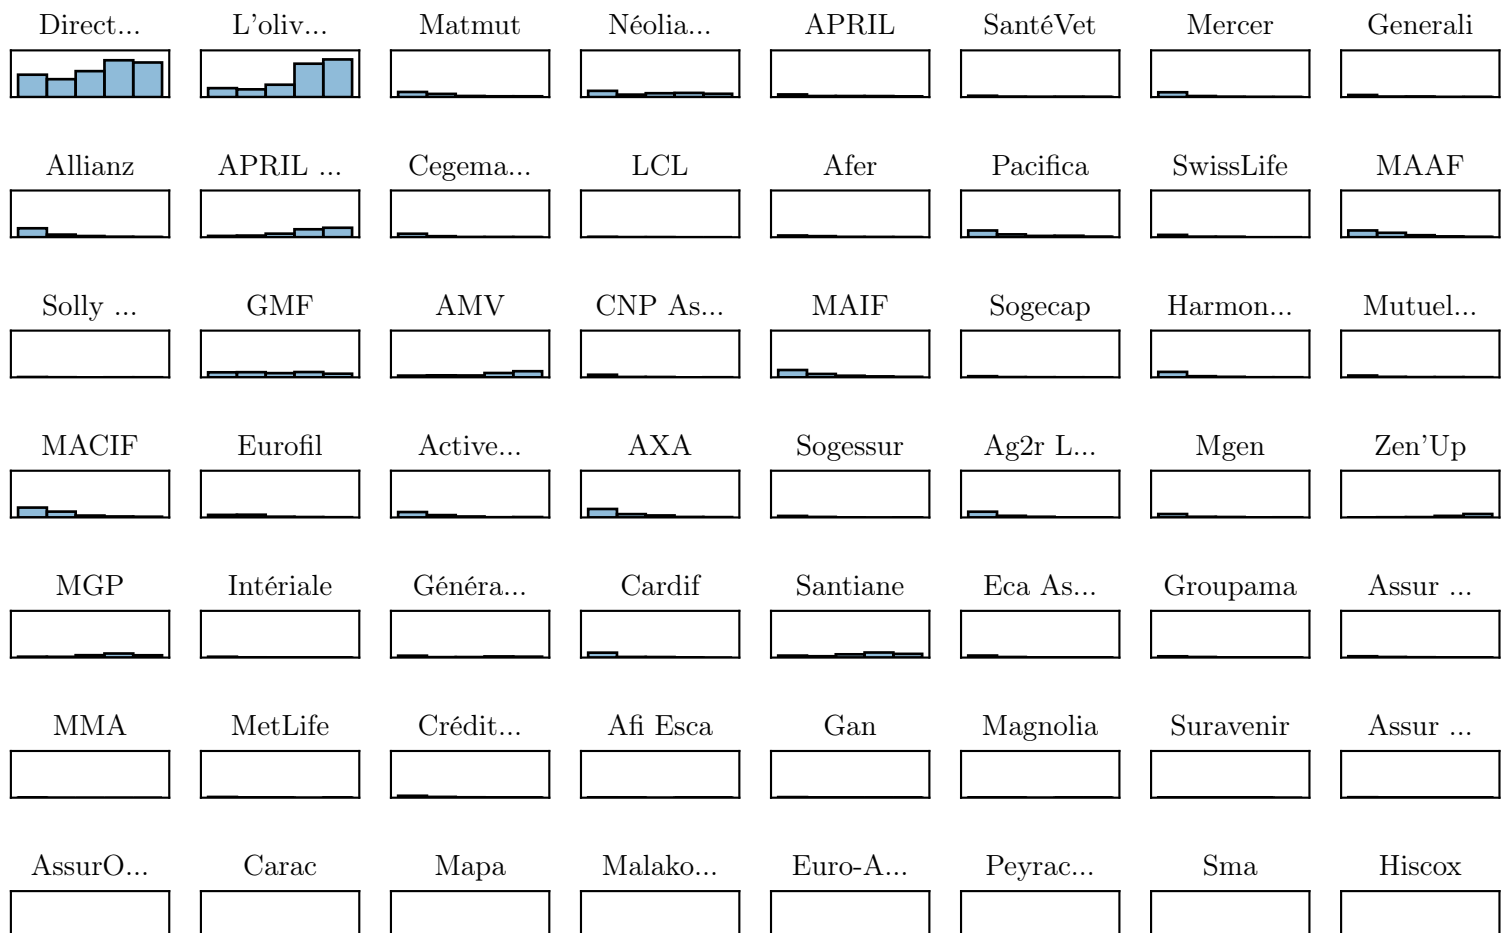 Direct... L'oliv... Matmut Néolia... APRIL SantéVet Mercer Generali
Allianz APRIL ... Cegema... LCL Afer Pacifica SwissLife MAAF
Solly ... GMF AMV CNP As... MAIF Sogecap Harmon... Mutuel...
MACIF Eurofil Active... AXA Sogessur Ag2r L... Mgen Zen'Up
MGP Intériale Généra... Cardif Santiane Eca As... Groupama Assur ...
MMA MetLife Crédit... Afi Esca Gan Magnolia Suravenir Assur ...
AssurO... Carac Mapa Malako... Euro-A... Peyrac... Sma Hiscox